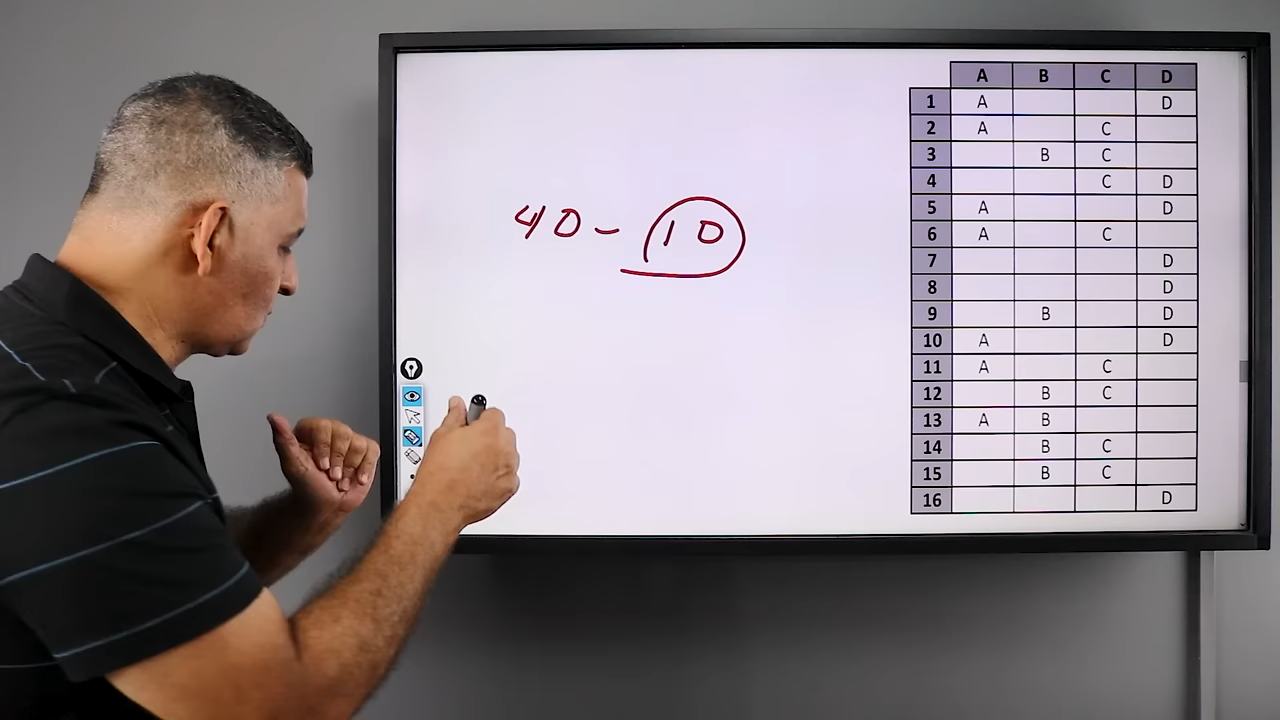 40-10
A B C D
1 A D
2 A C
3 B C
4 C D
5 A D
6 A C
7 D
8 D
9 B D
10 A D
11 A C
12 B C
13 A B
14 B C
15 B C
16 D